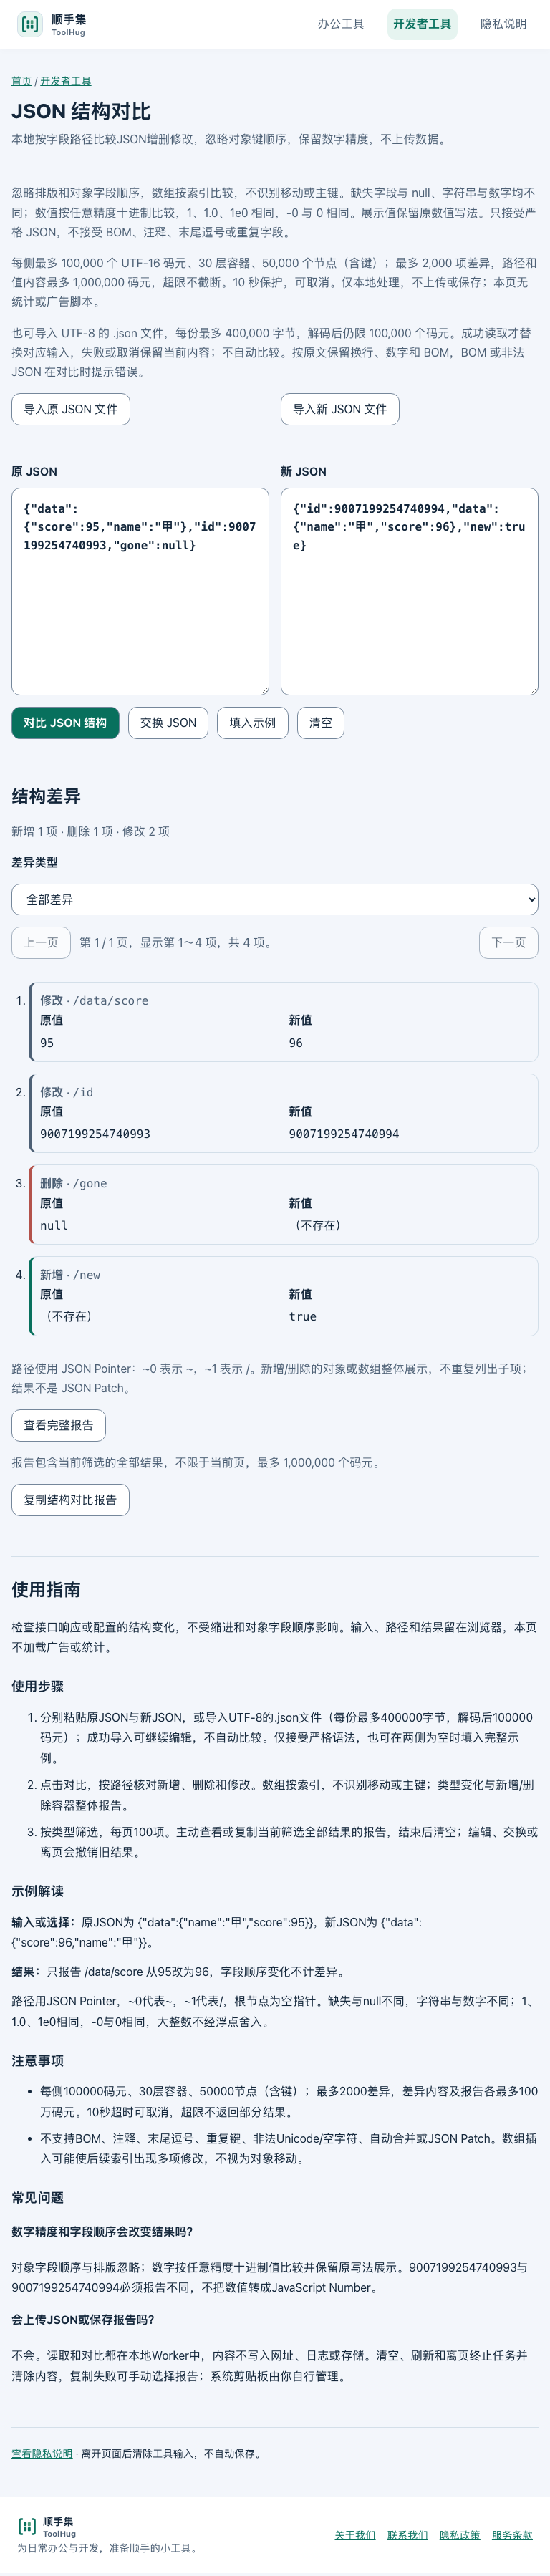 顺手集
ToolHug
办公工具
开发者工具
隐私说明
首页 / 开发者工具
JSON 结构对比
本地按字段路径比较JSON增删修改，忽略对象键顺序，保留数字精度，不上传数据。
忽略排版和对象字段顺序，数组按索引比较，不识别移动或主键。缺失字段与 null、字符串与数字均不
同；数值按任意精度十进制比较，1、1.0、1e0 相同，-0 与 0 相同。展示值保留原数值写法。只接受严
格 JSON，不接受 BOM、注释、末尾逗号或重复字段。
每侧最多 100,000 个 UTF-16 码元、30 层容器、50,000 个节点（含键）；最多 2,000 项差异，路径和
值内容最多 1,000,000 码元，超限不截断。10 秒保护，可取消。仅本地处理，不上传或保存；本页无
统计或广告脚本。
也可导入 UTF-8 的 .json 文件，每份最多 400,000 字节，解码后仍限 100,000 个码元。成功读取才替
换对应输入，失败或取消保留当前内容；不自动比较。按原文保留换行、数字和 BOM，BOM 或非法
JSON 在对比时提示错误。
导入原 JSON 文件
导入新 JSON 文件
原 JSON
新 JSON
{"data":
{"score":95,"name":"甲"},"id":9007
199254740993,"gone":null}
{"id":9007199254740994,"data":
{"name":"甲","score":96},"new":tru
e}
对比 JSON 结构
交换 JSON
填入示例
清空
结构差异
新增 1 项 · 删除 1 项 · 修改 2 项
差异类型
全部差异
上一页
第 1 / 1 页，显示第 1～4 项，共 4 项。
下一页
1. 修改 · /data/score
原值
新值
95
96
2. 修改 · /id
原值
新值
9007199254740993
9007199254740994
3. 删除 · /gone
原值
新值
null
（不存在）
4. 新增 · /new
原值
新值
（不存在）
true
路径使用 JSON Pointer：~0 表示 ~，~1 表示 /。新增/删除的对象或数组整体展示，不重复列出子项；
结果不是 JSON Patch。
查看完整报告
报告包含当前筛选的全部结果，不限于当前页，最多 1,000,000 个码元。
复制结构对比报告
使用指南
检查接口响应或配置的结构变化，不受缩进和对象字段顺序影响。输入、路径和结果留在浏览器，本页
不加载广告或统计。
使用步骤
1. 分别粘贴原JSON与新JSON，或导入UTF-8的.json文件（每份最多400000字节，解码后100000
码元）；成功导入可继续编辑，不自动比较。仅接受严格语法，也可在两侧为空时填入完整示
例。
2. 点击对比，按路径核对新增、删除和修改。数组按索引，不识别移动或主键；类型变化与新增/删
除容器整体报告。
3. 按类型筛选，每页100项。主动查看或复制当前筛选全部结果的报告，结束后清空；编辑、交换或
离页会撤销旧结果。
示例解读
输入或选择：原JSON为 {"data":{"name":"甲","score":95}}，新JSON为 {"data":
{"score":96,"name":"甲"}}。
结果：只报告 /data/score 从95改为96，字段顺序变化不计差异。
路径用JSON Pointer，~0代表~，~1代表/，根节点为空指针。缺失与null不同，字符串与数字不同；1、
1.0、1e0相同，-0与0相同，大整数不经浮点舍入。
注意事项
• 每侧100000码元、30层容器、50000节点（含键）；最多2000差异，差异内容及报告各最多100
万码元。10秒超时可取消，超限不返回部分结果。
• 不支持BOM、注释、末尾逗号、重复键、非法Unicode/空字符、自动合并或JSON Patch。数组插
入可能使后续索引出现多项修改，不视为对象移动。
常见问题
数字精度和字段顺序会改变结果吗？
对象字段顺序与排版忽略；数字按任意精度十进制值比较并保留原写法展示。9007199254740993与
9007199254740994必须报告不同，不把数值转成JavaScript Number。
会上传JSON或保存报告吗？
不会。读取和对比都在本地Worker中，内容不写入网址、日志或存储。清空、刷新和离页终止任务并
清除内容，复制失败可手动选择报告；系统剪贴板由你自行管理。
查看隐私说明 · 离开页面后清除工具输入，不自动保存。
顺手集
ToolHug
为日常办公与开发，准备顺手的小工具。
关于我们
联系我们
隐私政策
服务条款